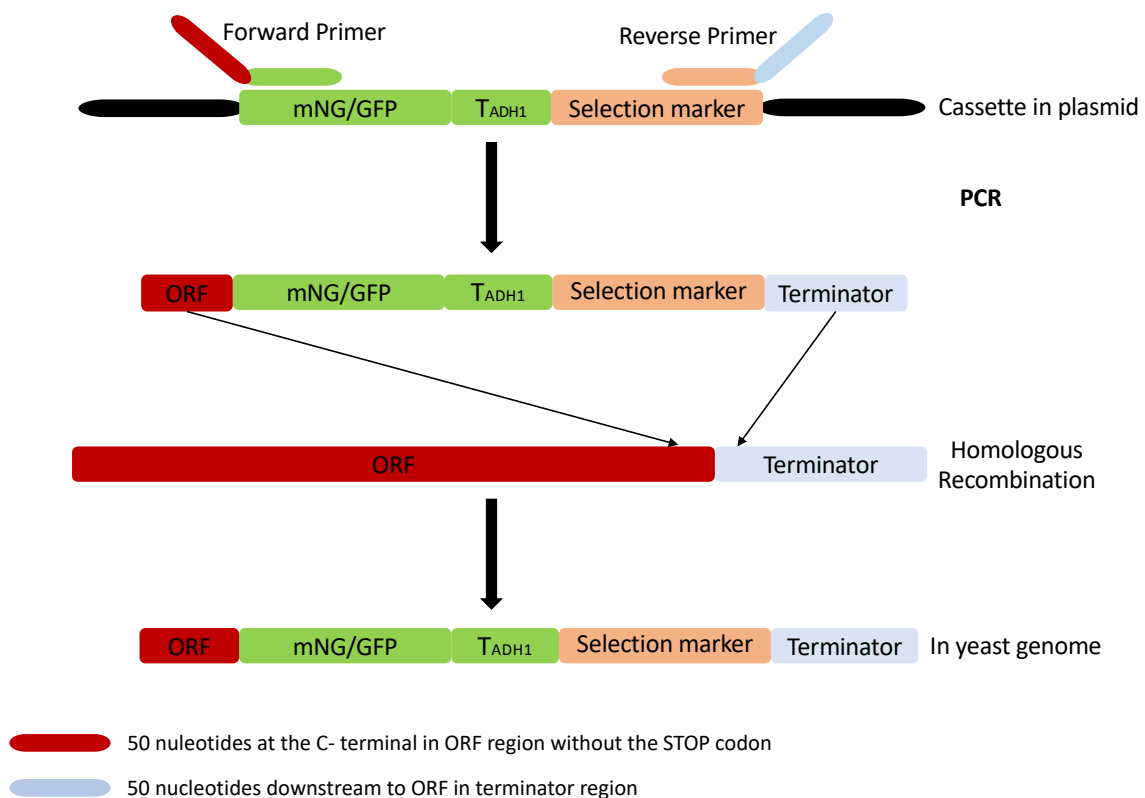 Forward Primer
Reverse Primer
mNG/GFP
TADH1
Selection marker
Cassette in plasmid
PCR
ORF
mNG/GFP
TADH1
Selection marker
Terminator
ORF
Terminator
Homologous
Recombination
ORF
mNG/GFP
TADH1
Selection marker
Terminator
In yeast genome
50 nuleotides at the C- terminal in ORF region without the STOP codon
50 nucleotides downstream to ORF in terminator region